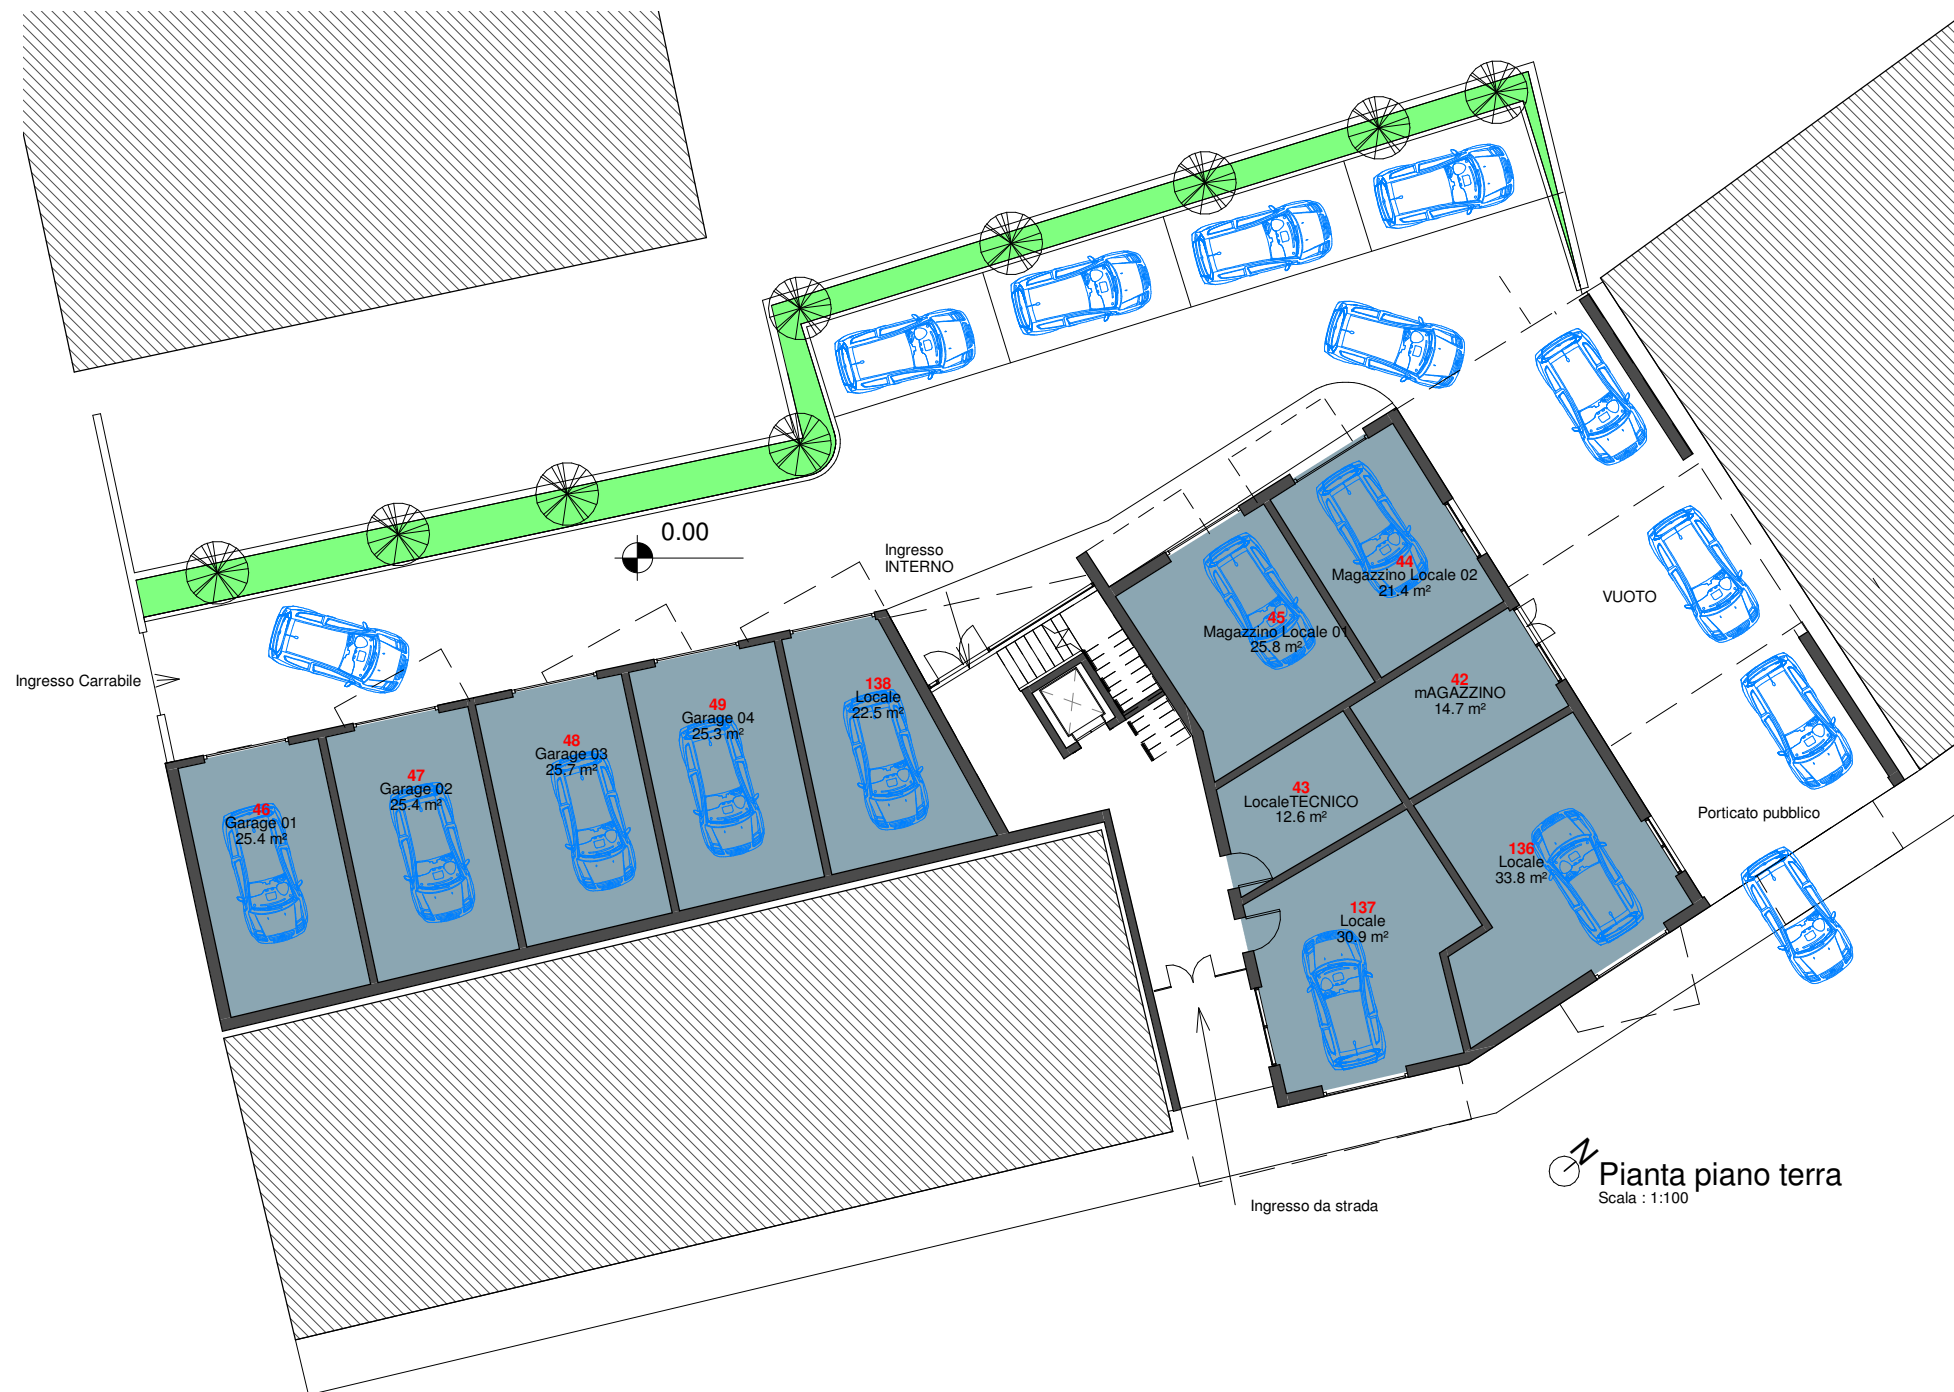 0.00
Ingresso
INTERNO
44
Magazzino Locale 02
21.4 m²
VUOTO
45
Magazzino Locale 01
25.8 m²
Ingresso Carrabile
138
Locale
22.5 m²
42
mAGAZZINO
14.7 m²
49
Garage 04
25.3 m²
48
Garage 03
25.7 m²
47
Garage 02
25.4 m²
46
Garage 01
25.4 m²
43
LocaleTECNICO
12.6 m²
Porticato pubblico
136
Locale
33.8 m²
137
Locale
30.9 m²
N
Pianta piano terra
Scala : 1:100
Ingresso da strada